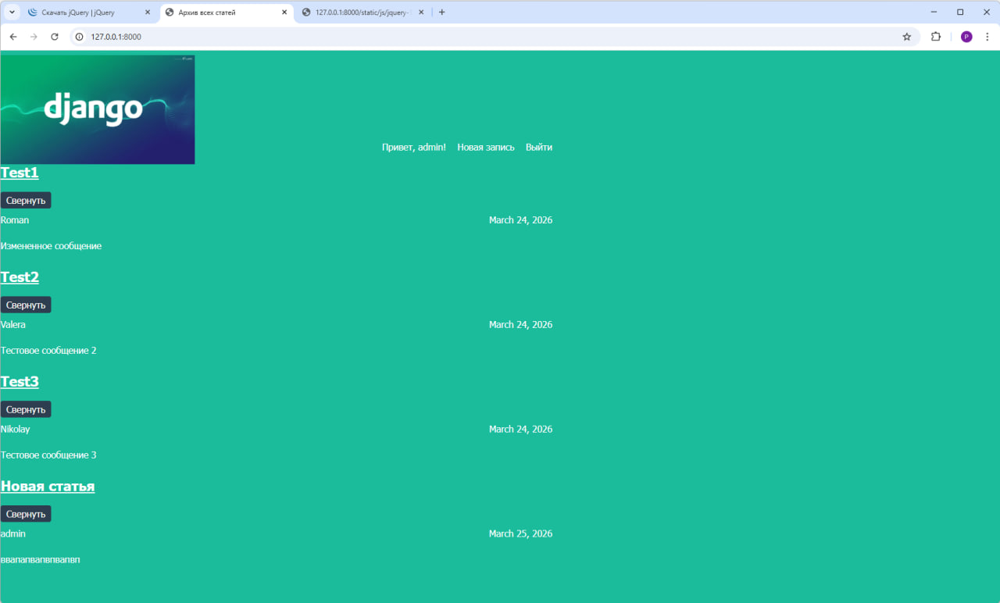 Скачать jQuery | jQuery
Архив всех статей
127.0.0.1:8000/static/js/jquery-
127.0.0.1:8000
P
django
Привет, admin! Новая запись Выйти
Test1
Свернуть
Roman March 24, 2026
Измененное сообщение
Test2
Свернуть
Valera March 24, 2026
Тестовое сообщение 2
Test3
Свернуть
Nikolay March 24, 2026
Тестовое сообщение 3
Новая статья
Свернуть
admin March 25, 2026
ввапапвапвпвапвп